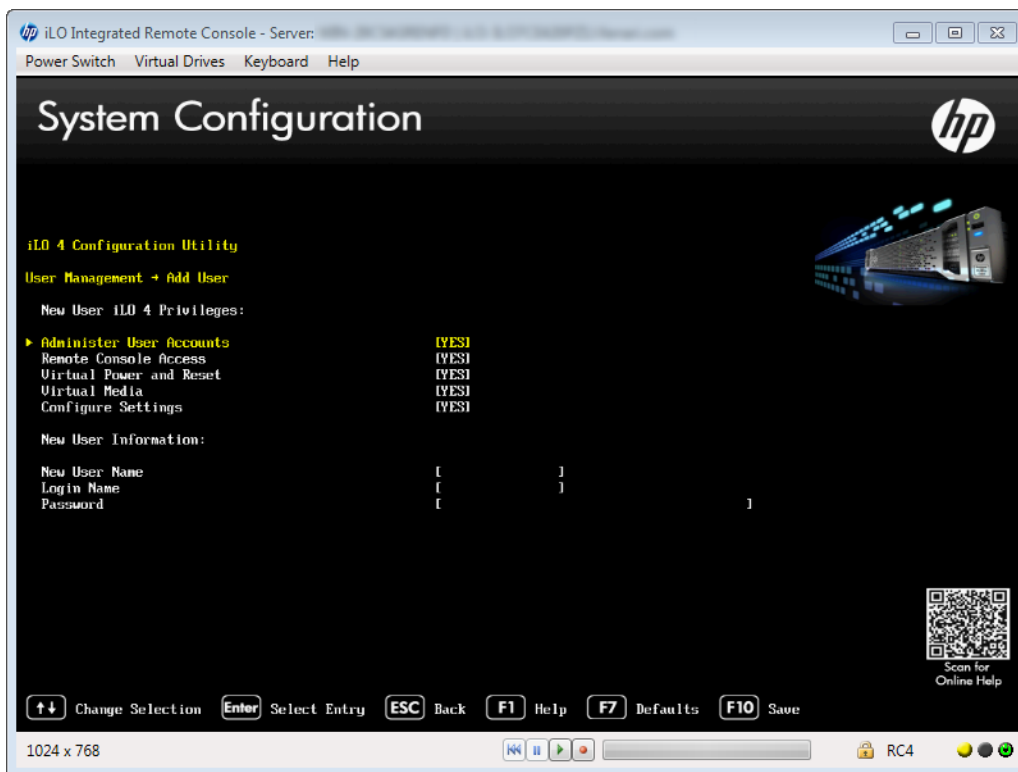 iLO Integrated Remote Console - Server:
Power Switch Virtual Drives Keyboard Help
System Configuration
hp
iLO 4 Configuration Utility
User Management → Add User
New User iLO 4 Privileges:
Administer User Accounts [YES]
Remote Console Access [YES]
Virtual Power and Reset [YES]
Virtual Media [YES]
Configure Settings [YES]
New User Information:
New User Name [ ]
Login Name [ ]
Password [ ]
Scan for
Online Help
↑↓ Change Selection Enter Select Entry ESC Back F1 Help F7 Defaults F10 Save
1024 x 768 RC4